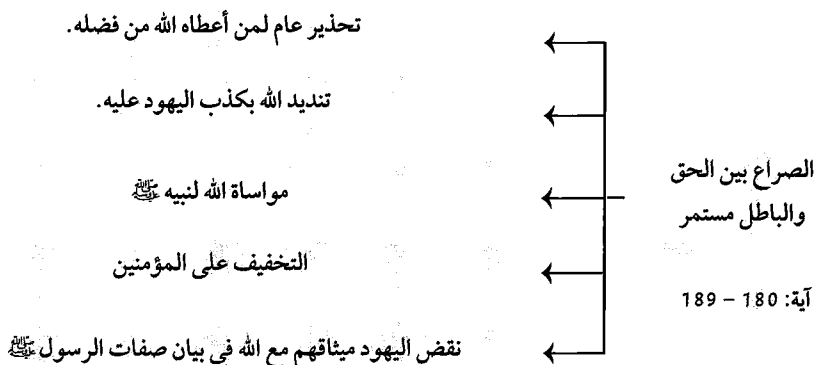 الصراع بين الحق
والباطل مستمر
آية: 180 – 189
تحذير عام لمن أعطاه الله من فضله.
تنديد الله بكذب اليهود عليه.
مواساة الله لنبيه ﷺ
التخفيف على المؤمنين
نقض اليهود ميثاقهم مع الله في بيان صفات الرسول ﷺ